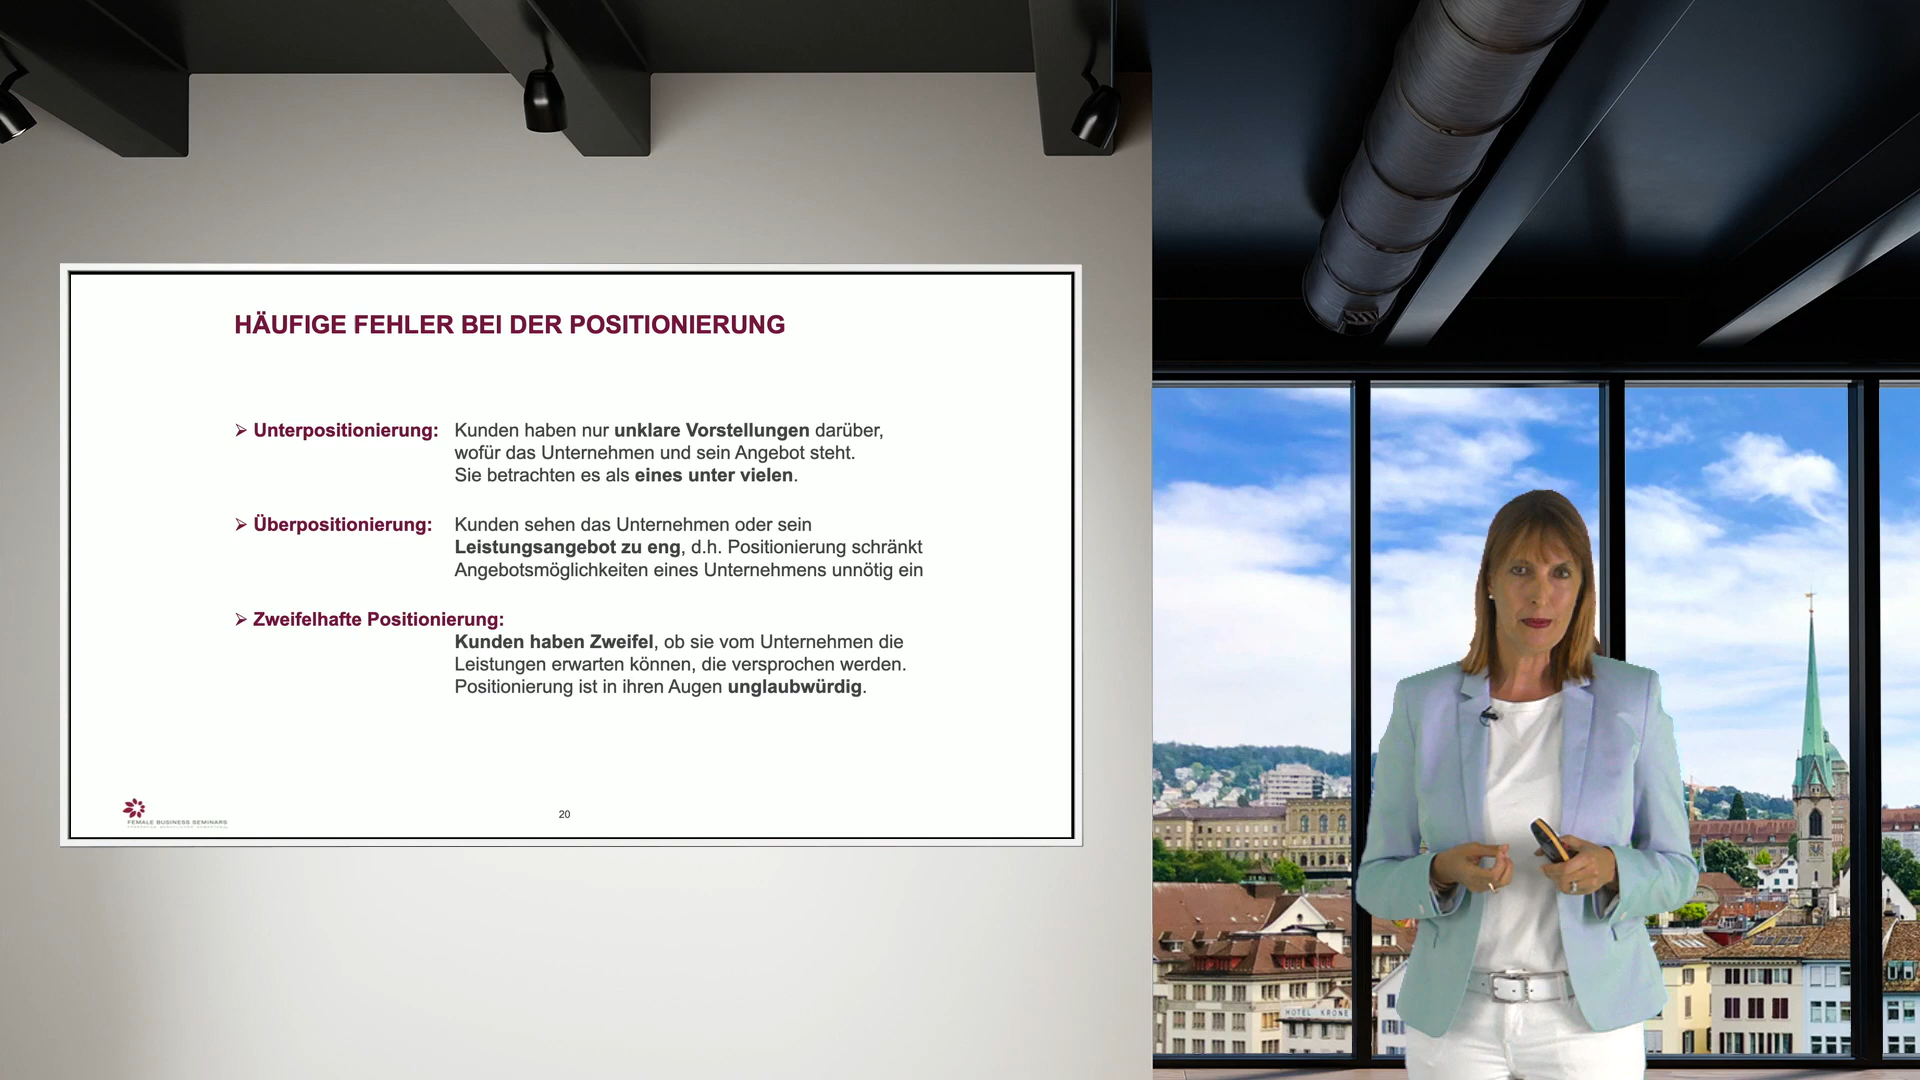 HÄUFIGE FEHLER BEI DER POSITIONIERUNG
➢ Unterpositionierung: Kunden haben nur unklare Vorstellungen darüber,
wofür das Unternehmen und sein Angebot steht.
Sie betrachten es als eines unter vielen.
➢ Überpositionierung: Kunden sehen das Unternehmen oder sein
Leistungsangebot zu eng, d.h. Positionierung schränkt
Angebotsmöglichkeiten eines Unternehmens unnötig ein
➢ Zweifelhafte Positionierung:
Kunden haben Zweifel, ob sie vom Unternehmen die
Leistungen erwarten können, die versprochen werden.
Positionierung ist in ihren Augen unglaubwürdig.
FEMALE BUSINESS SEMINARS
20
HOTEL KRONE